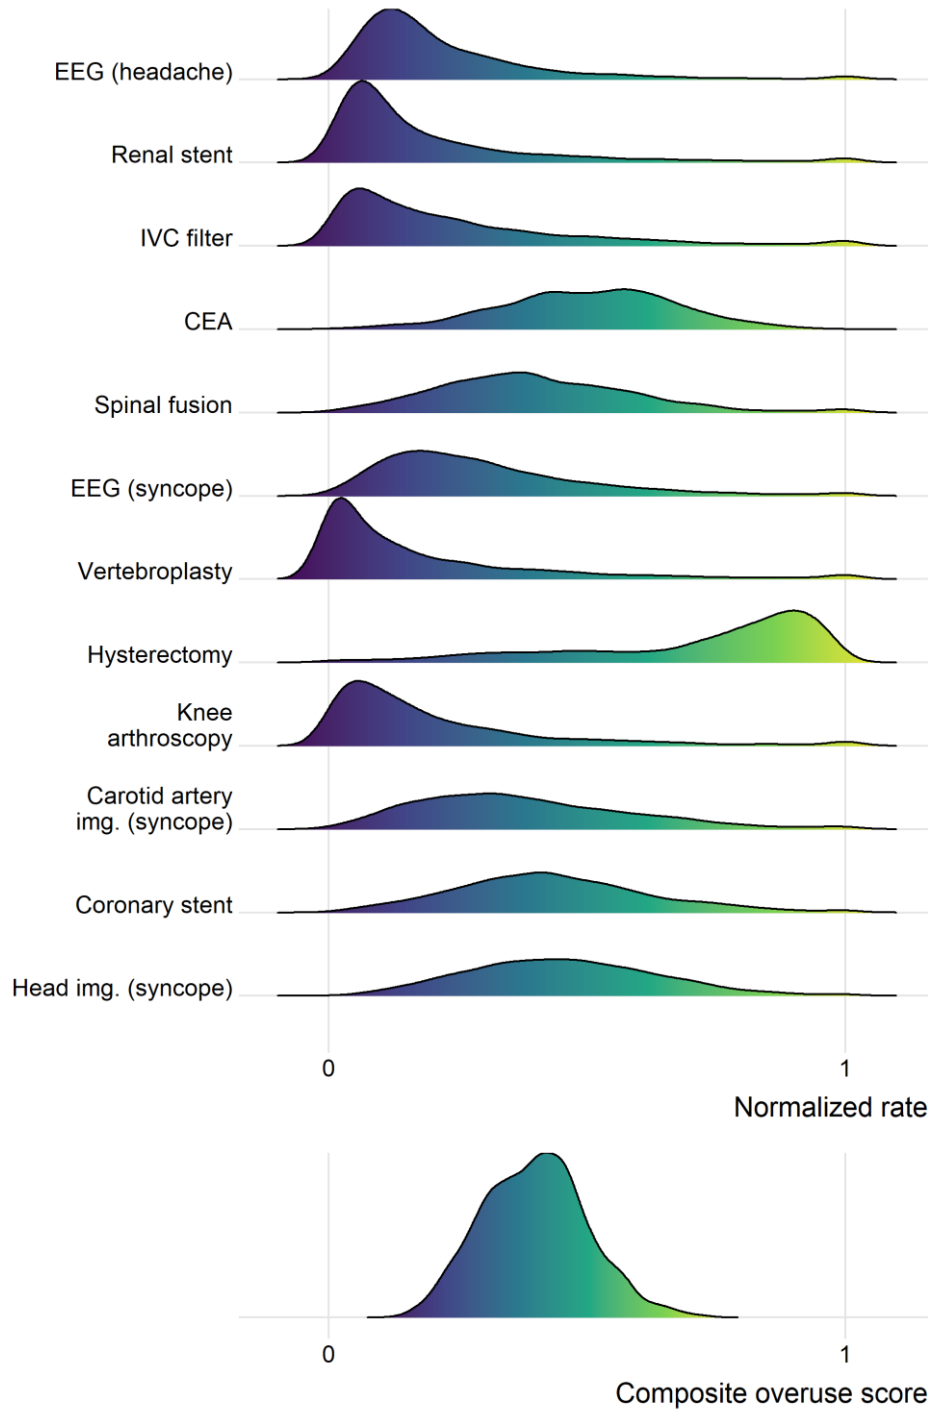 EEG (headache)
Renal stent
IVC filter
CEA
Spinal fusion
EEG (syncope)
Vertebroplasty
Hysterectomy
Knee
arthroscopy
Carotid artery
img. (syncope)
Coronary stent
Head img. (syncope)
0 1
Normalized rate
0 1
Composite overuse score